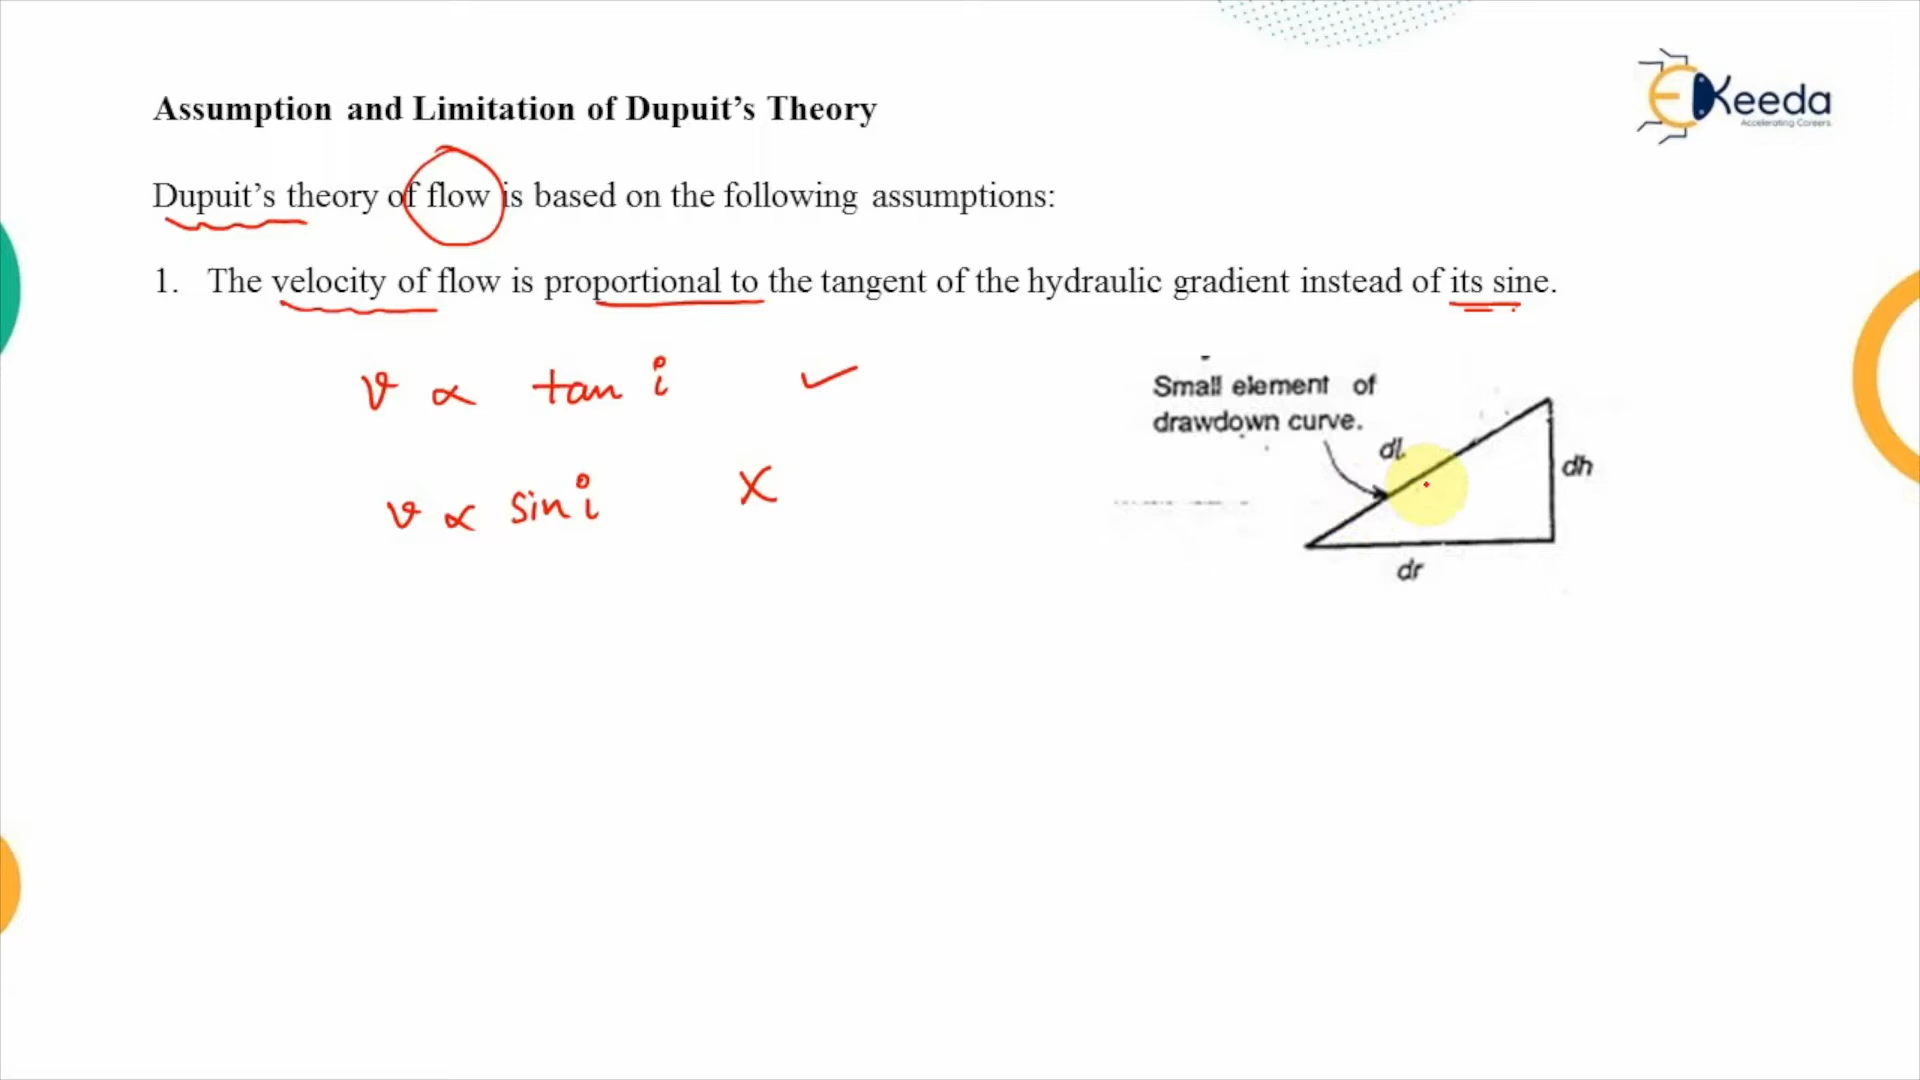 Keeda
Accelerating Careers
Assumption and Limitation of Dupuit’s Theory
Dupuit’s theory of flow is based on the following assumptions:
1. The velocity of flow is proportional to the tangent of the hydraulic gradient instead of its sine.
v ∝ tan i ✓
v ∝ sin i X
Small element of
drawdown curve.
dl
dh
dr